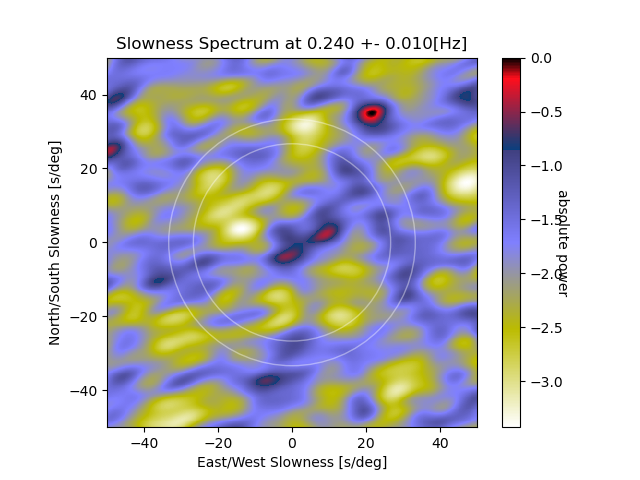 Slowness Spectrum at 0.240 +- 0.010[Hz]
North/South Slowness [s/deg]
40
20
0
−20
−40
−40 −20 0 20 40
East/West Slowness [s/deg]
0.0
−0.5
−1.0
−1.5
−2.0
−2.5
−3.0
absolute power